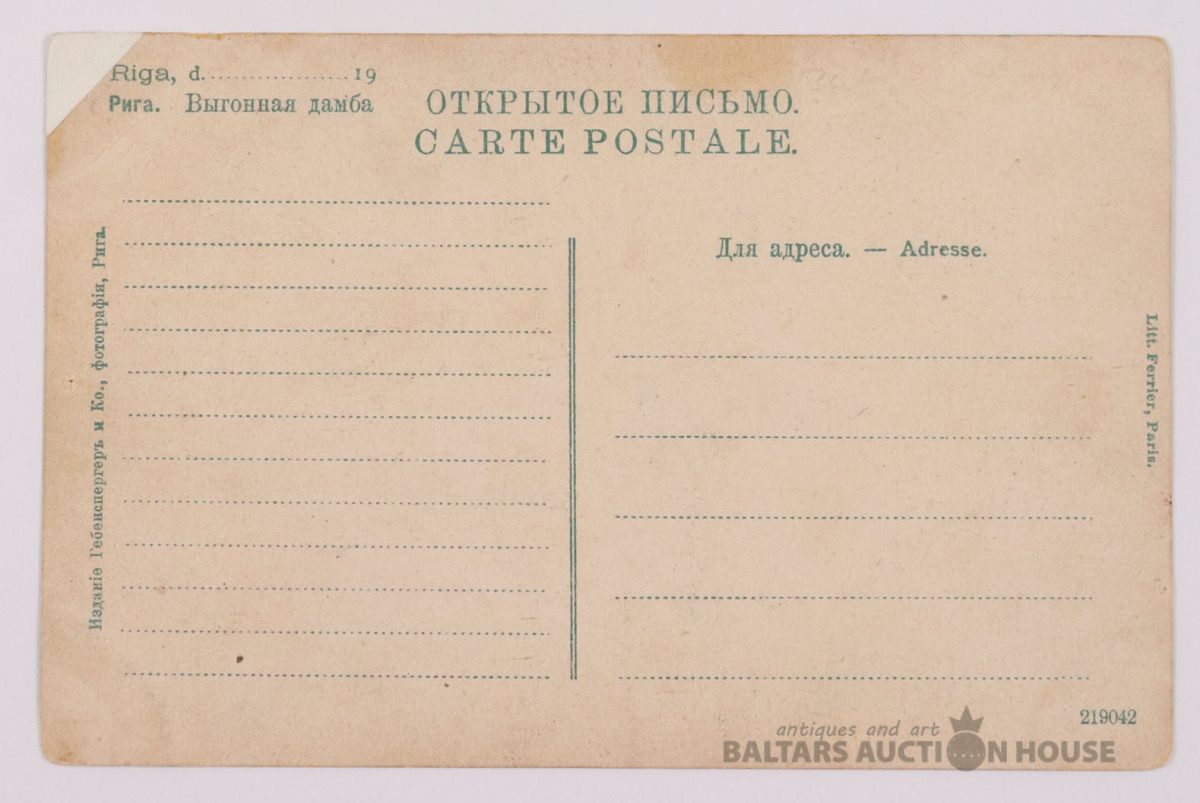 Riga, d...................19
Рига. Выгонная дамба
ОТКРЫТОЕ ПИСЬМО.
CARTE POSTALE.
Изданіе Гебенспергеръ и Ко., фотографія, Рига.
Для адреса. — Adresse.
Litt. Ferrier, Paris.
219042
antiques and art
BALTARS AUCTION HOUSE